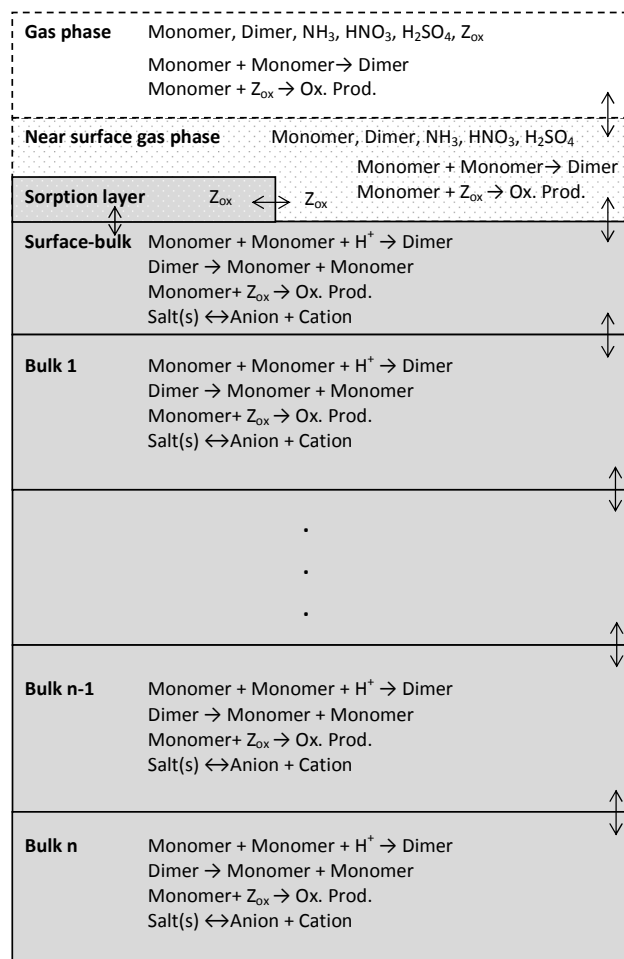 Gas phase Monomer, Dimer, NH₃, HNO₃, H₂SO₄, Zₒₓ
Monomer + Monomer → Dimer
Monomer + Zₒₓ → Ox. Prod.
Near surface gas phase Monomer, Dimer, NH₃, HNO₃, H₂SO₄
Monomer + Monomer → Dimer
Monomer + Zₒₓ → Ox. Prod.
Sorption layer Zₒₓ ↔ Zₒₓ
Surface-bulk Monomer + Monomer + H⁺ → Dimer
Dimer → Monomer + Monomer
Monomer+ Zₒₓ → Ox. Prod.
Salt(s) ↔Anion + Cation
Bulk 1 Monomer + Monomer + H⁺ → Dimer
Dimer → Monomer + Monomer
Monomer+ Zₒₓ → Ox. Prod.
Salt(s) ↔Anion + Cation
.
.
.
Bulk n-1 Monomer + Monomer + H⁺ → Dimer
Dimer → Monomer + Monomer
Monomer+ Zₒₓ → Ox. Prod.
Salt(s) ↔Anion + Cation
Bulk n Monomer + Monomer + H⁺ → Dimer
Dimer → Monomer + Monomer
Monomer+ Zₒₓ → Ox. Prod.
Salt(s) ↔Anion + Cation